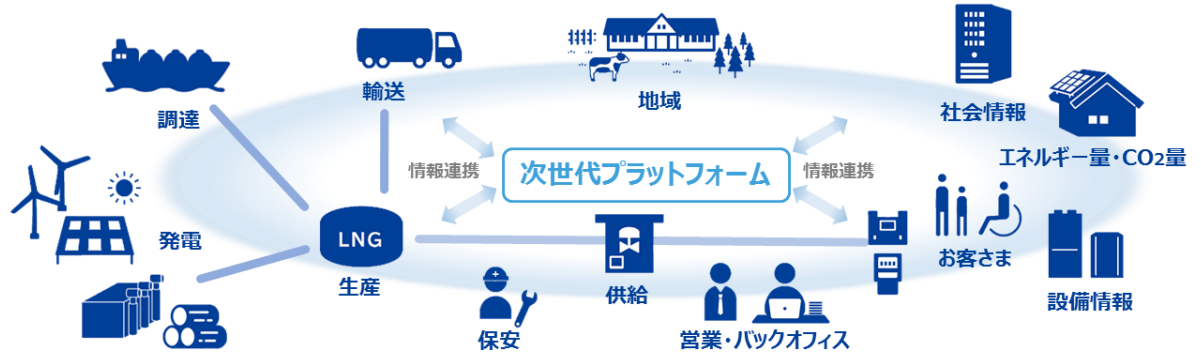 調達
輸送
地域
社会情報
エネルギー量・CO2量
情報連携
次世代プラットフォーム
情報連携
発電
LNG
生産
供給
お客さま
設備情報
保安
営業・バックオフィス